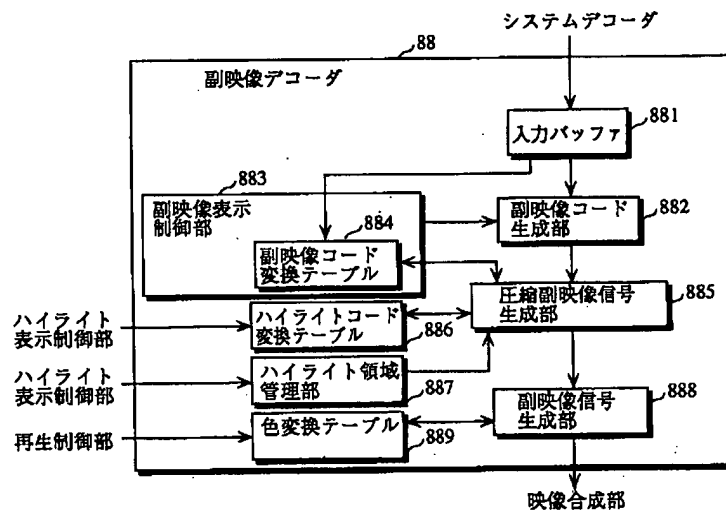 システムデコーダ
88
副映像デコーダ
入力バッファ
881
883
副映像表示
制御部
884
副映像コード
変換テーブル
副映像コード
生成部
882
圧縮副映像信号
生成部
885
ハイライト
表示制御部
ハイライトコード
変換テーブル
886
ハイライト
表示制御部
ハイライト領域
管理部
887
副映像信号
生成部
888
再生制御部
色変換テーブル
889
映像合成部